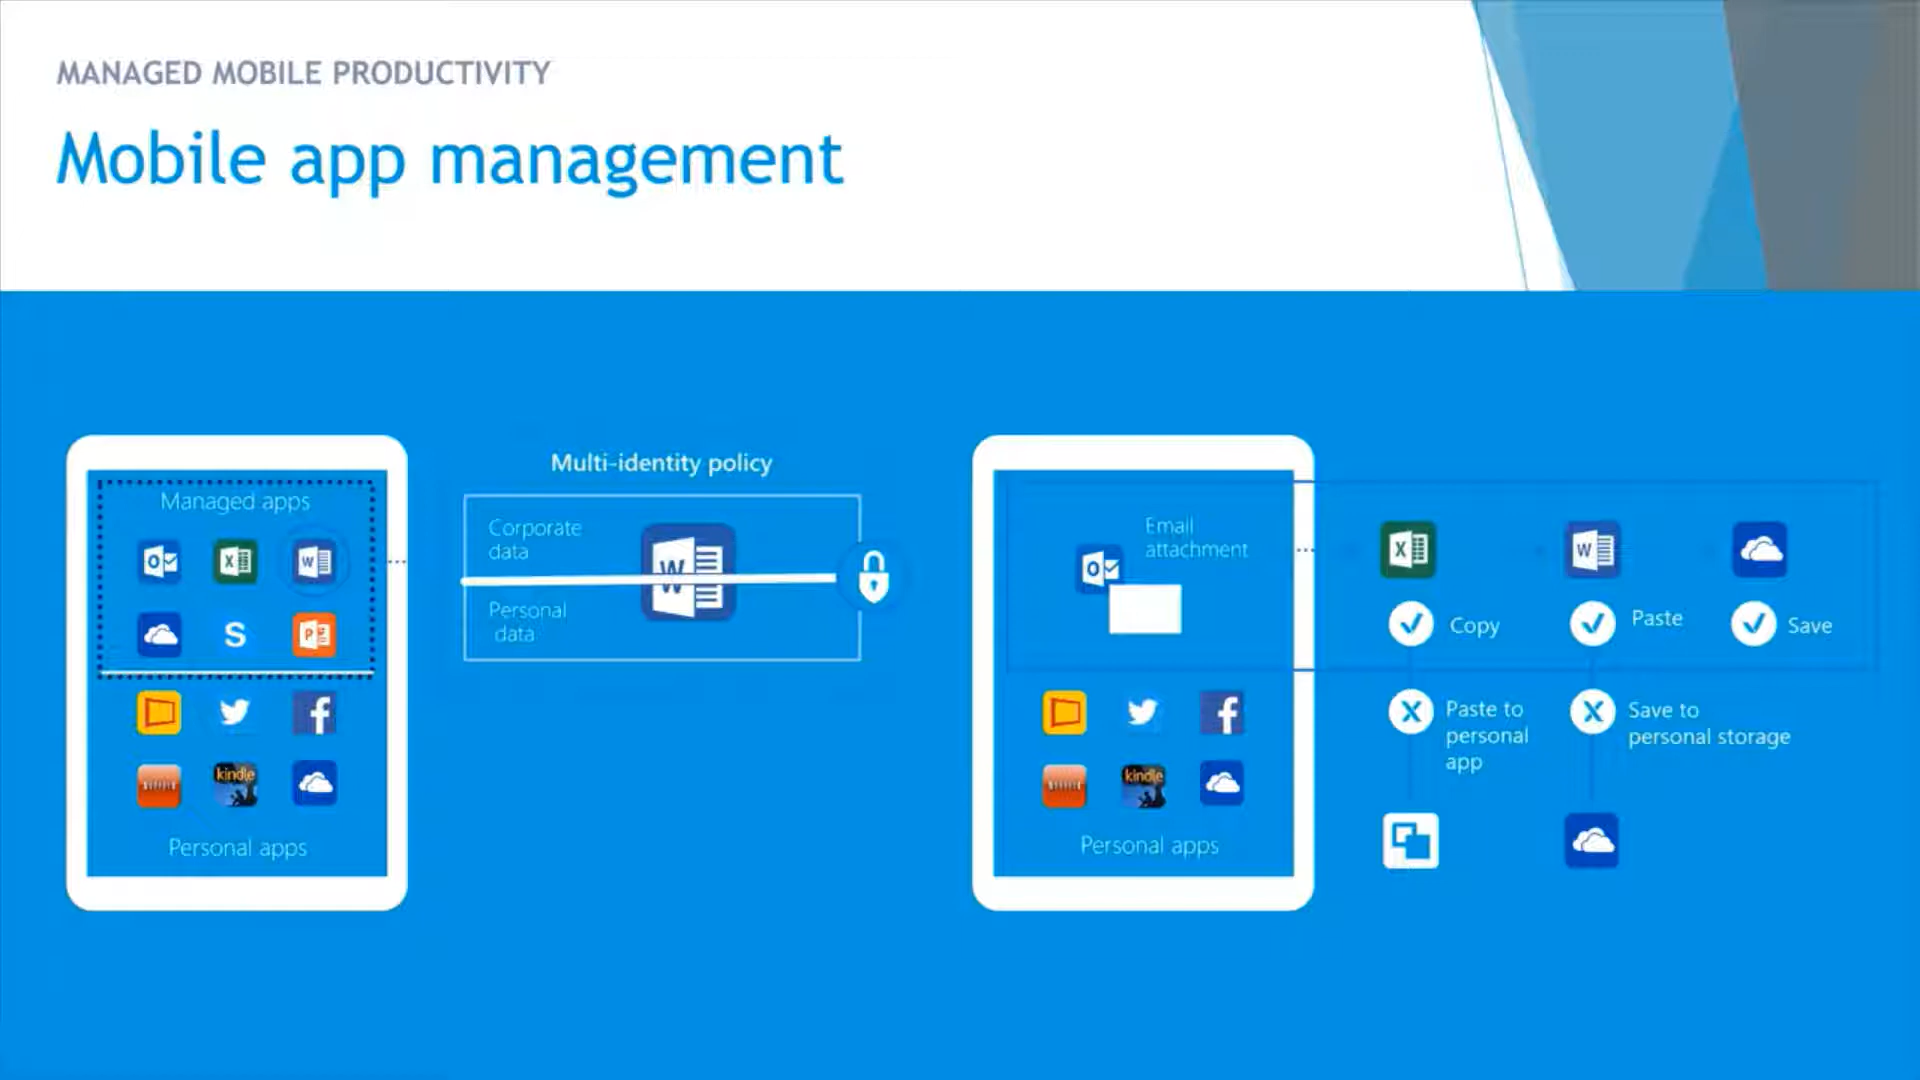 MANAGED MOBILE PRODUCTIVITY
Mobile app management
Managed apps
Personal apps
kindle
Multi-identity policy
Corporate
data
Personal
data
Email
attachment
kindle
Personal apps
Copy
Paste
Save
Paste to
personal
app
Save to
personal storage